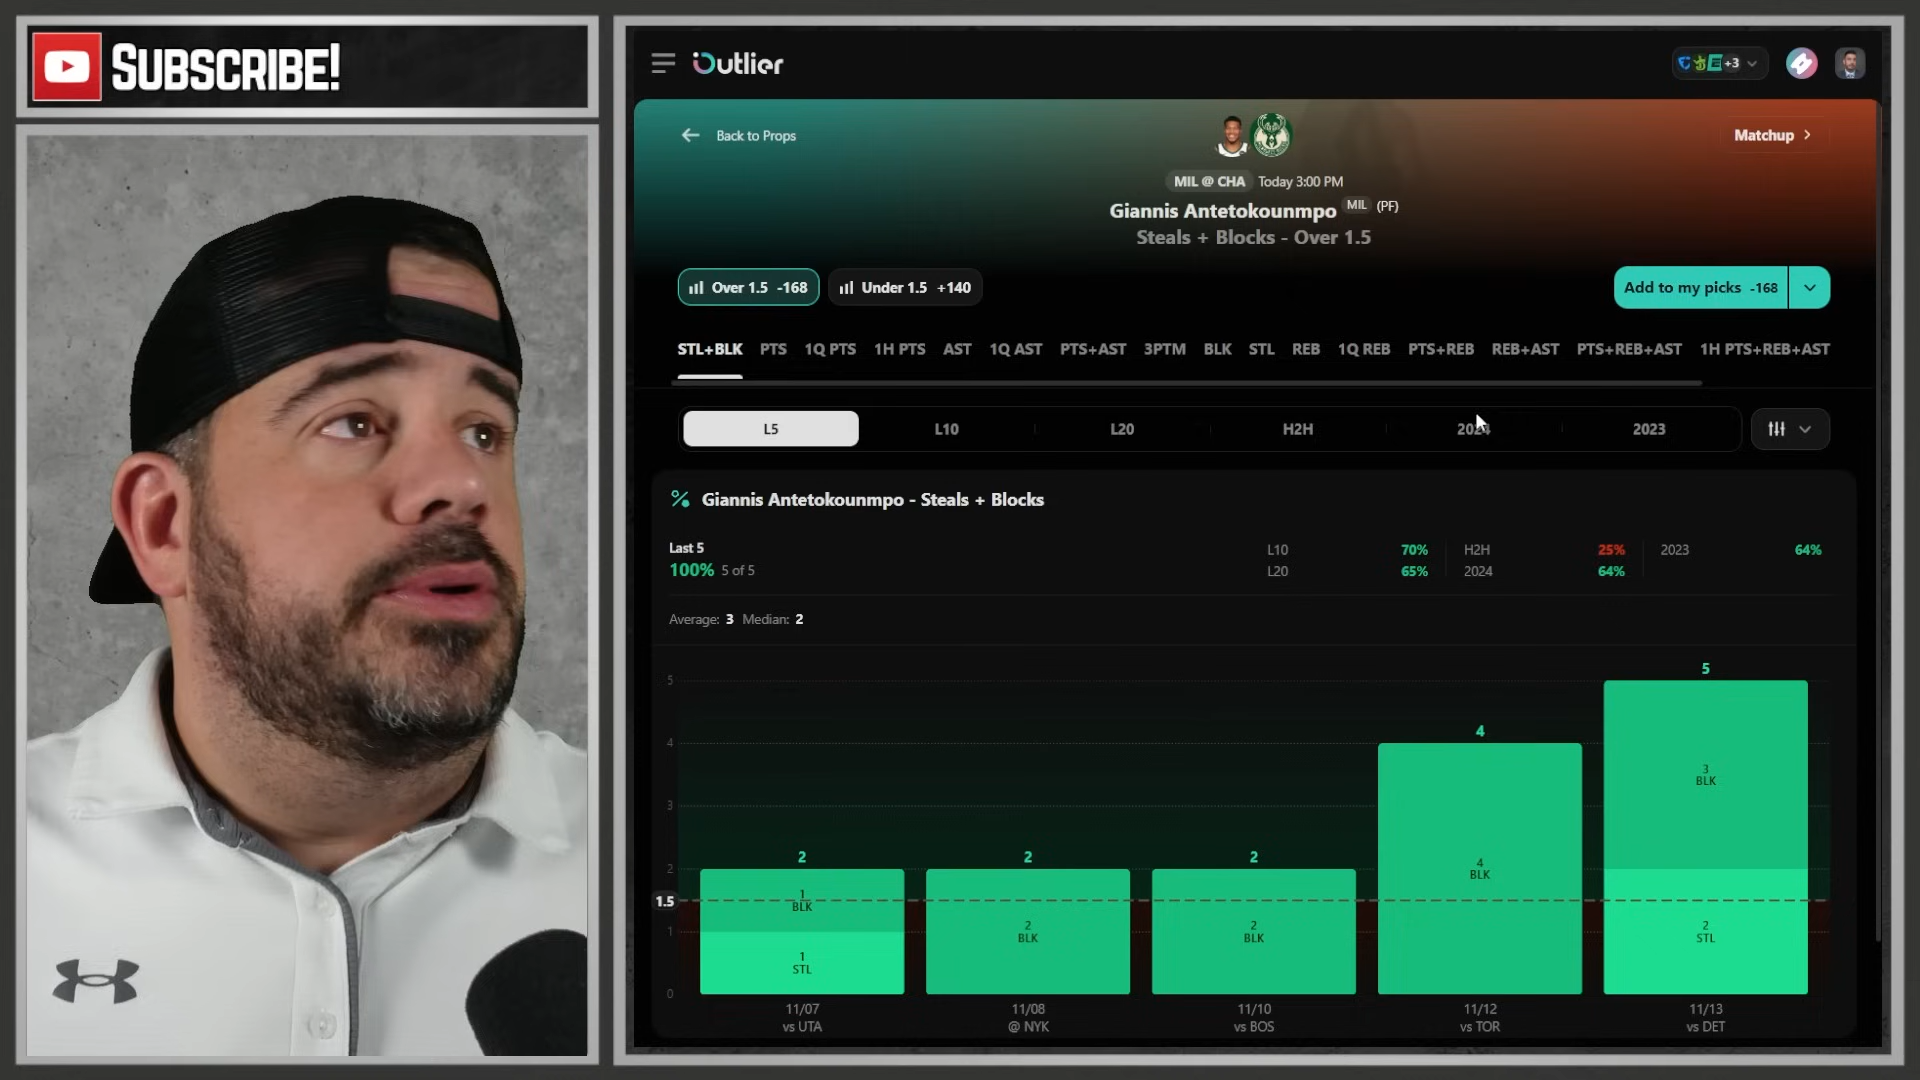 SUBSCRIBE!
Outlier
+3
Back to Props
Matchup
MIL @ CHA Today 3:00 PM
Giannis Antetokounmpo MIL (PF)
Steals + Blocks - Over 1.5
Over 1.5 -168
Under 1.5 +140
Add to my picks -168
STL+BLK PTS 1Q PTS 1H PTS AST 1Q AST PTS+AST 3PTM BLK STL REB 1Q REB PTS+REB REB+AST PTS+REB+AST 1H PTS+REB+AST
L5 L10 L20 H2H 2024 2023
Giannis Antetokounmpo - Steals + Blocks
Last 5
100% 5 of 5
L10 70% H2H 25% 2023 64%
L20 65% 2024 64%
Average: 3 Median: 2
5
4
3
2
1.5
1
0
2
1
BLK
1
STL
2
2
BLK
2
2
BLK
4
4
BLK
5
3
BLK
2
STL
11/07
vs UTA
11/08
@ NYK
11/10
vs BOS
11/12
vs TOR
11/13
vs DET